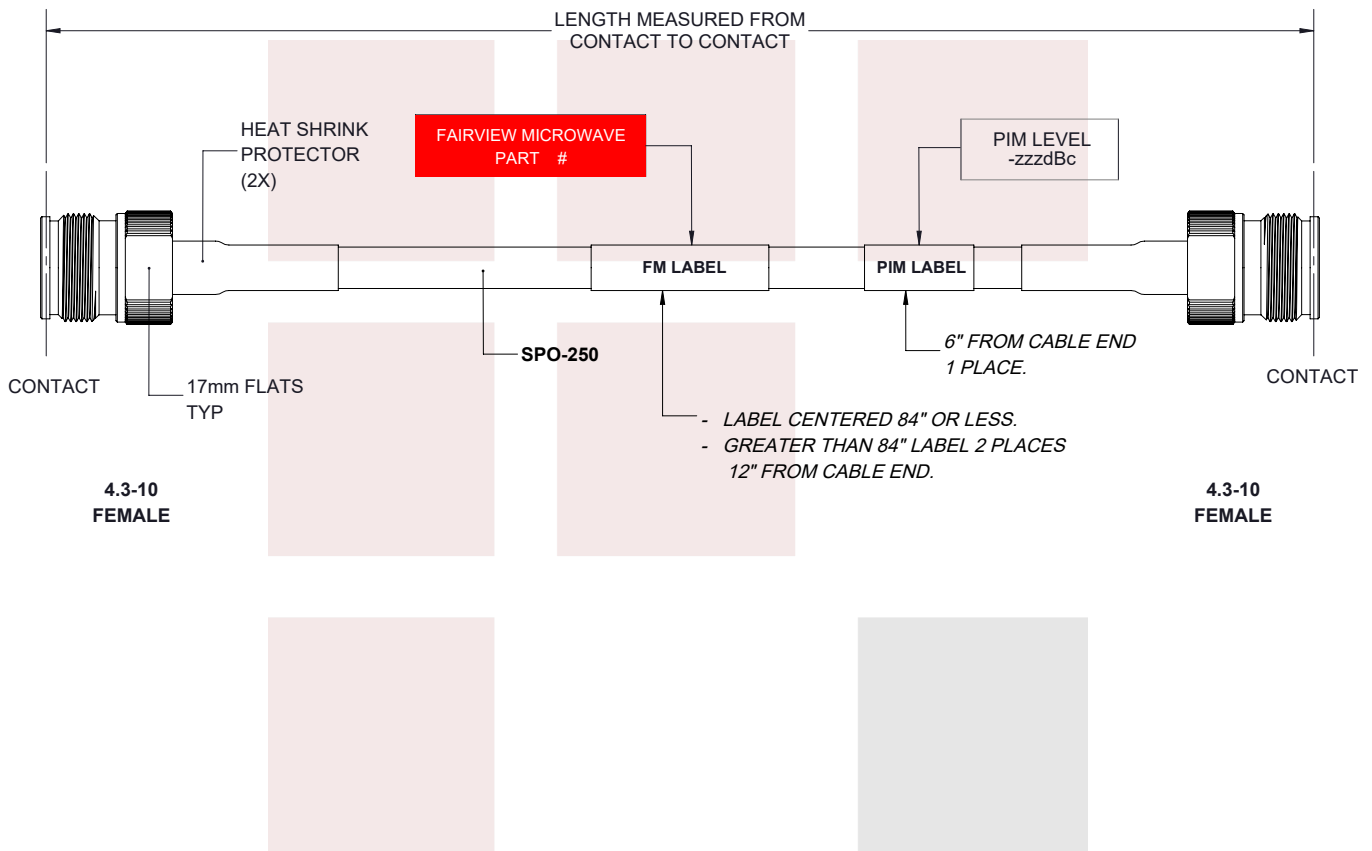 LENGTH MEASURED FROM
CONTACT TO CONTACT
HEAT SHRINK
PROTECTOR
(2X)
FAIRVIEW MICROWAVE
PART #
PIM LEVEL
-zzzdBc
FM LABEL
PIM LABEL
SPO-250
6" FROM CABLE END
1 PLACE.
CONTACT
17mm FLATS
TYP
CONTACT
- LABEL CENTERED 84" OR LESS.
- GREATER THAN 84" LABEL 2 PLACES
12" FROM CABLE END.
4.3-10
FEMALE
4.3-10
FEMALE